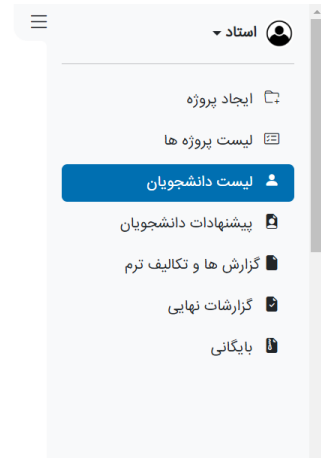 استاد
ایجاد پروژه
لیست پروژه ها
لیست دانشجویان
پیشنهادات دانشجویان
گزارش ها و تکالیف ترم
گزارشات نهایی
بایگانی